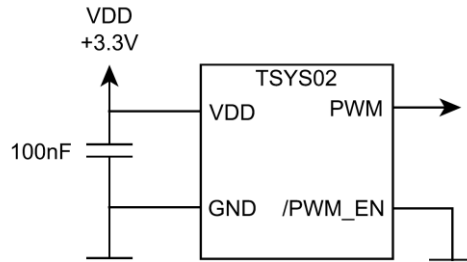 VDD
+3.3V
TSYS02
VDD
PWM
100nF
GND
/PWM_EN